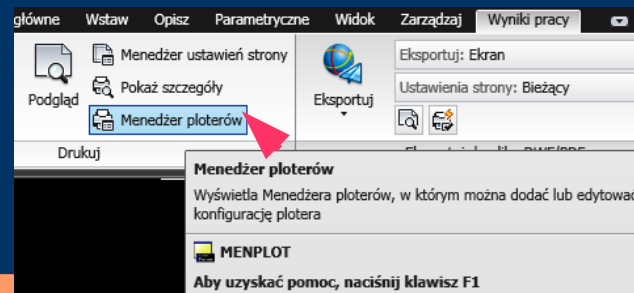 główne Wstaw Opisz Parametryczne Widok Zarządzaj Wyniki pracy
Menedżer ustawień strony
Pokaż szczegóły
Menedżer ploterów
Podgląd
Drukuj
Eksportuj
Eksportuj: Ekran
Ustawienia strony: Bieżący
Menedżer ploterów
Wyświetla Menedżera ploterów, w którym można dodać lub edytować
konfigurację plotera
MENPLOT
Aby uzyskać pomoc, naciśnij klawisz F1